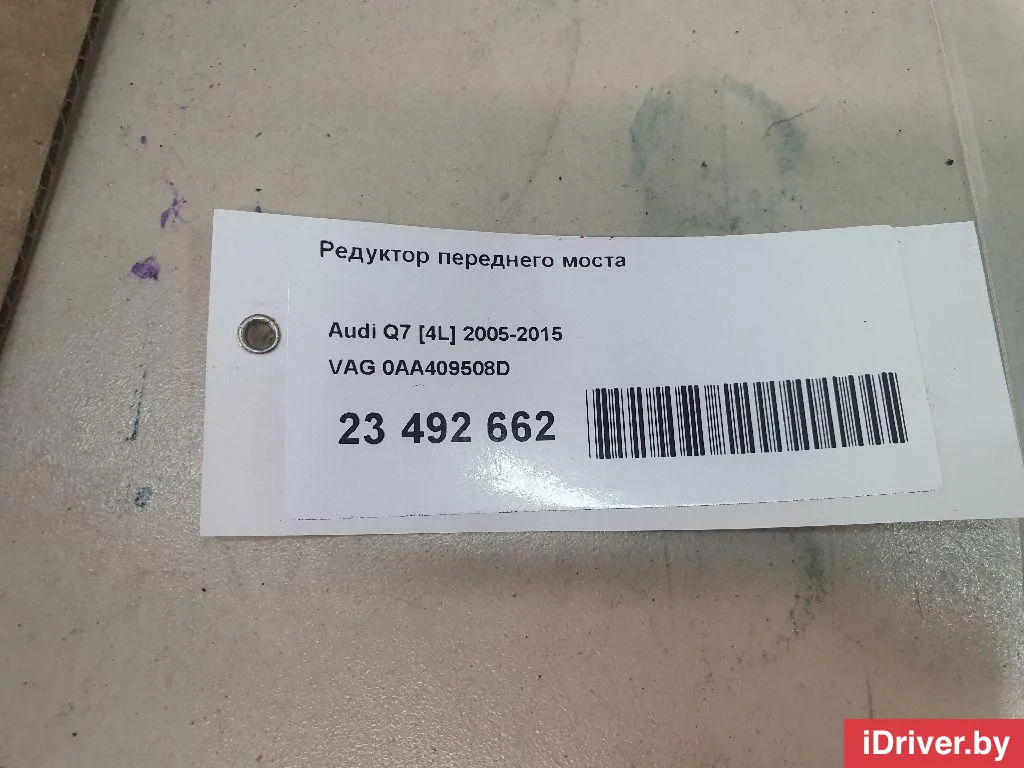 Редуктор переднего моста
Audi Q7 [4L] 2005-2015
VAG 0AA409508D
23 492 662
iDriver.by